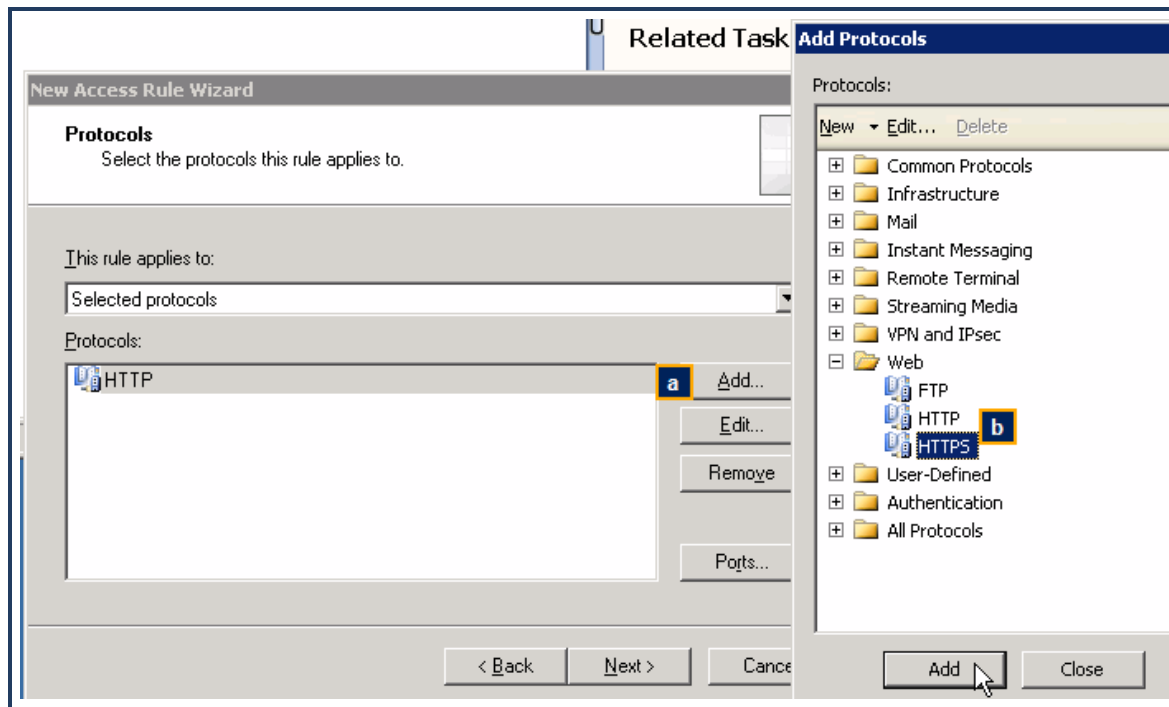 Related Task
Add Protocols
New Access Rule Wizard
Protocols
Select the protocols this rule applies to.
This rule applies to:
Selected protocols
Protocols:
HTTP
a
Add...
Edit...
Remove
Ports...
< Back
Next >
Cance
Protocols:
New Edit... Delete
Common Protocols
Infrastructure
Mail
Instant Messaging
Remote Terminal
Streaming Media
VPN and IPsec
Web
FTP
HTTP
b
HTTPS
User-Defined
Authentication
All Protocols
Add
Close